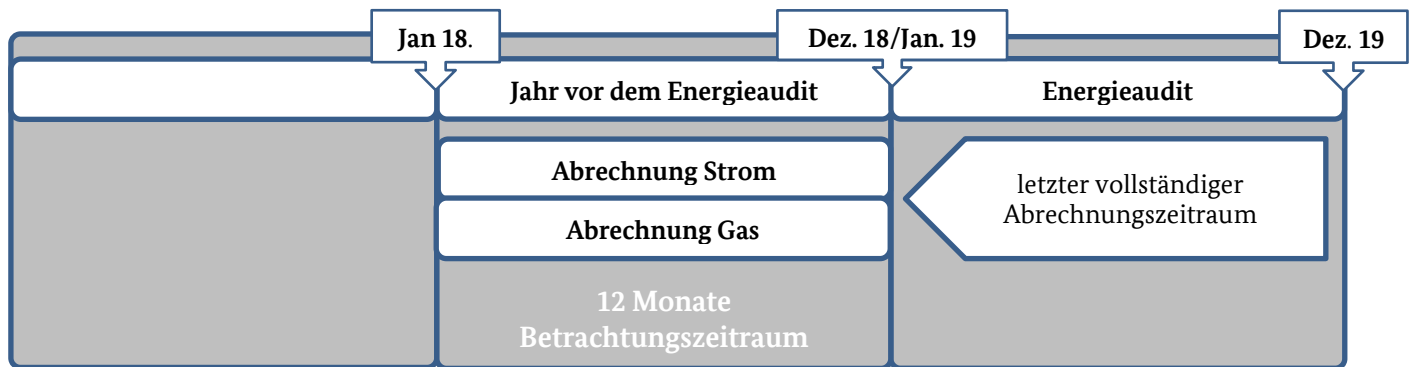 Jan 18.
Dez. 18/Jan. 19
Dez. 19
Jahr vor dem Energieaudit
Energieaudit
Abrechnung Strom
Abrechnung Gas
letzter vollständiger
Abrechnungszeitraum
12 Monate
Betrachtungszeitraum